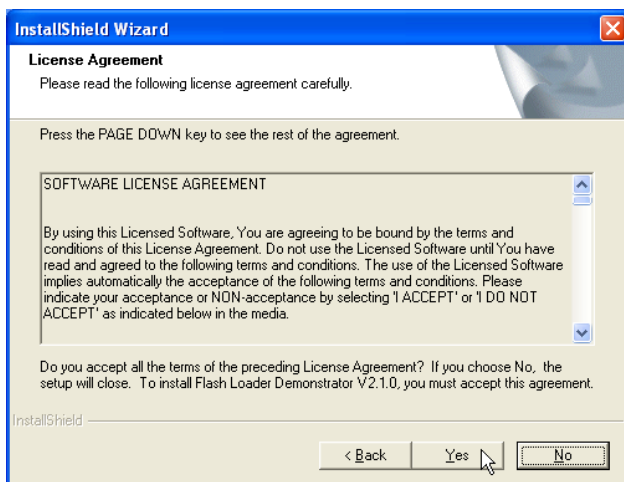 InstallShield Wizard
License Agreement
Please read the following license agreement carefully.
Press the PAGE DOWN key to see the rest of the agreement.
SOFTWARE LICENSE AGREEMENT
By using this Licensed Software, You are agreeing to be bound by the terms and
conditions of this License Agreement. Do not use the Licensed Software until You have
read and agreed to the following terms and conditions. The use of the Licensed Software
implies automatically the acceptance of the following terms and conditions. Please
indicate your acceptance or NON-acceptance by selecting 'I ACCEPT' or 'I DO NOT
ACCEPT' as indicated below in the media.
Do you accept all the terms of the preceding License Agreement? If you choose No, the
setup will close. To install Flash Loader Demonstrator V2.1.0, you must accept this agreement.
InstallShield
< Back Yes No